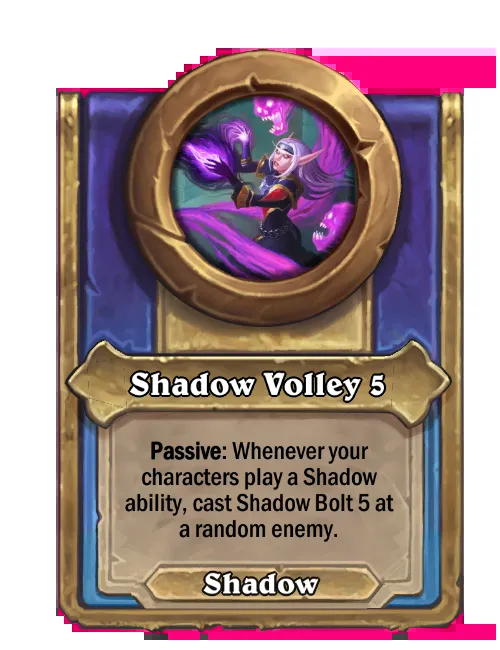 Shadow Volley 5
Passive: Whenever your
characters play a Shadow
ability, cast Shadow Bolt 5 at
a random enemy.
Shadow